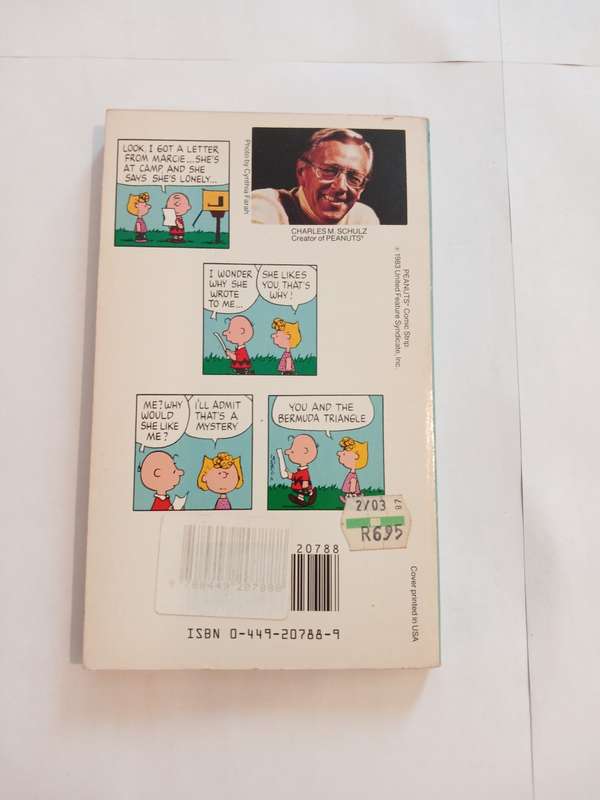 LOOK, I GOT A LETTER
FROM MARCIE...SHE'S
AT CAMP, AND SHE
SAYS SHE'S LONELY...
Photo by Cynthia Farah
CHARLES M. SCHULZ
Creator of PEANUTS®
PEANUTS® Comic Strip:
© 1983 United Feature Syndicate, Inc.
I WONDER
WHY SHE
WROTE
TO ME...
SHE LIKES
YOU, THAT'S
WHY!
ME? WHY
WOULD
SHE LIKE
ME?
I'LL ADMIT
THAT'S A
MYSTERY
YOU AND THE
BERMUDA TRIANGLE
2/03 87
R6.95
20788
ISBN 0-449-20788-9
Cover printed in USA